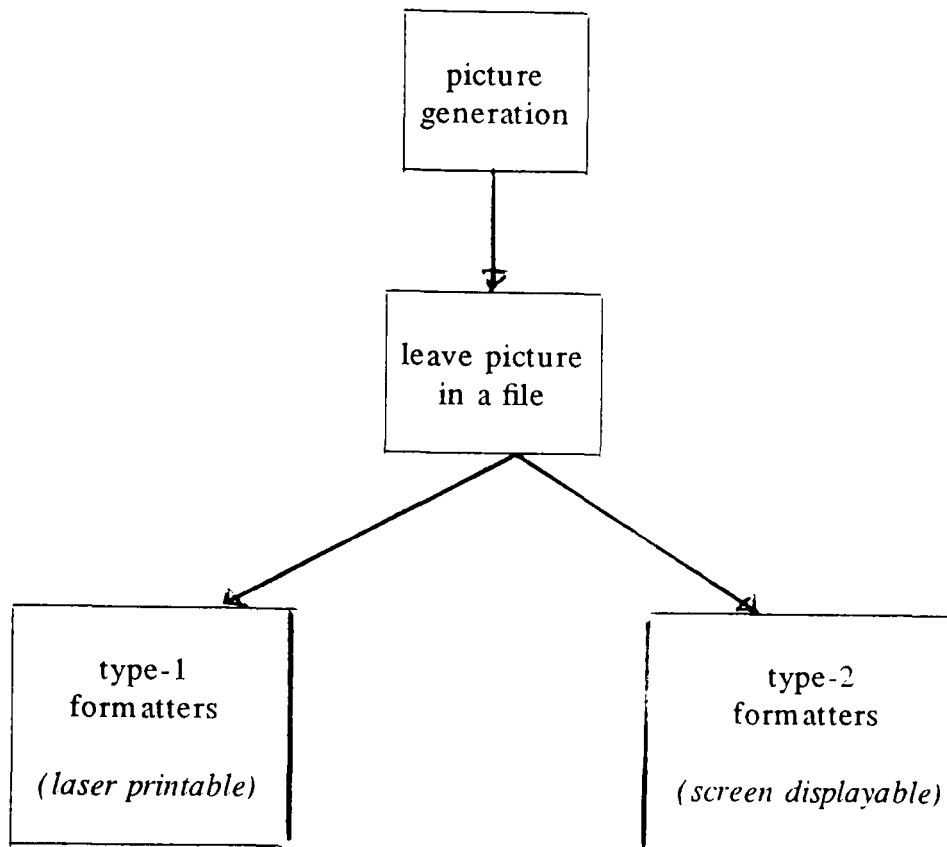 picture
generation
leave picture
in a file
type-1
formatters
(laser printable)
type-2
formatters
(screen displayable)